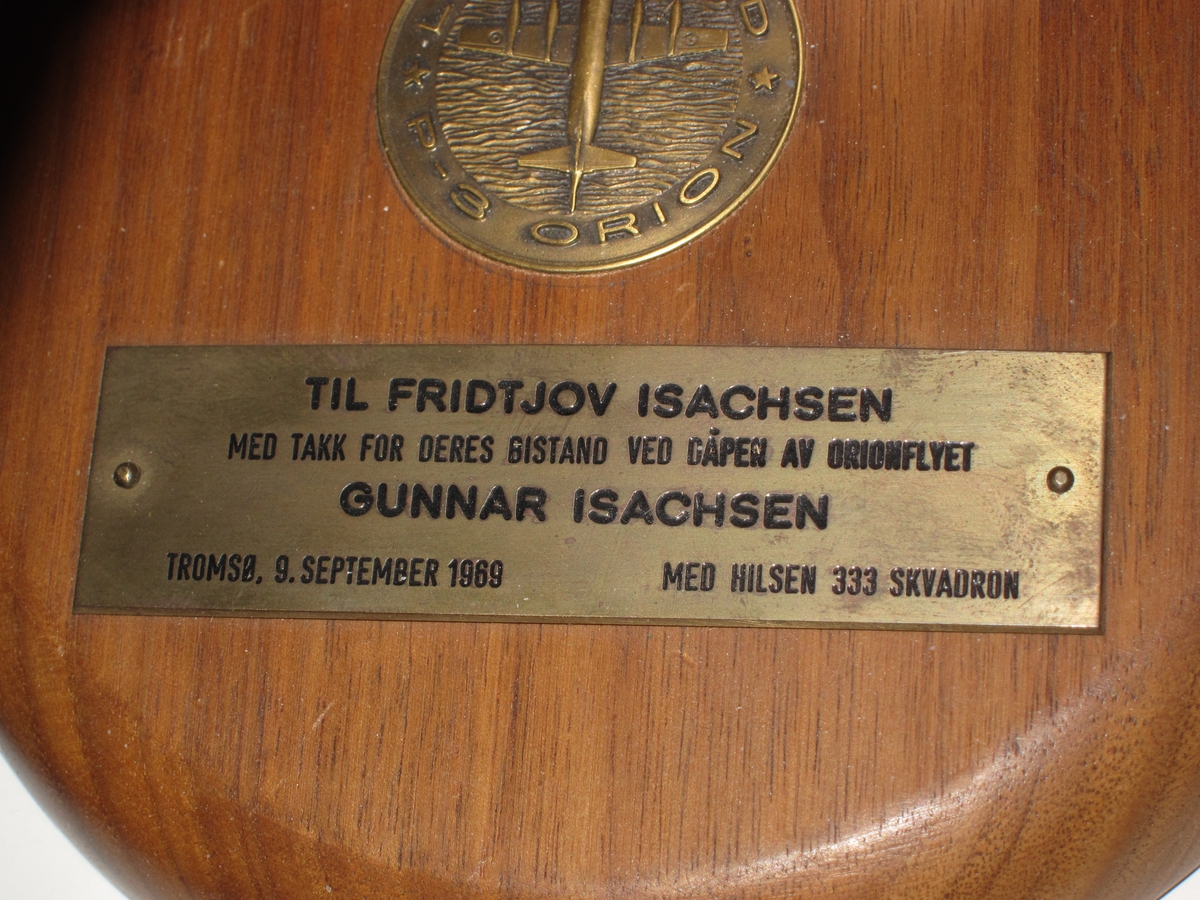 D
P-3 ORION
TIL FRIDTJOV ISACHSEN
MED TAKK FOR DERES BISTAND VED DÅPEN AV ORIONFLYET
GUNNAR ISACHSEN
TROMSØ, 9. SEPTEMBER 1969
MED HILSEN 333 SKVADRON